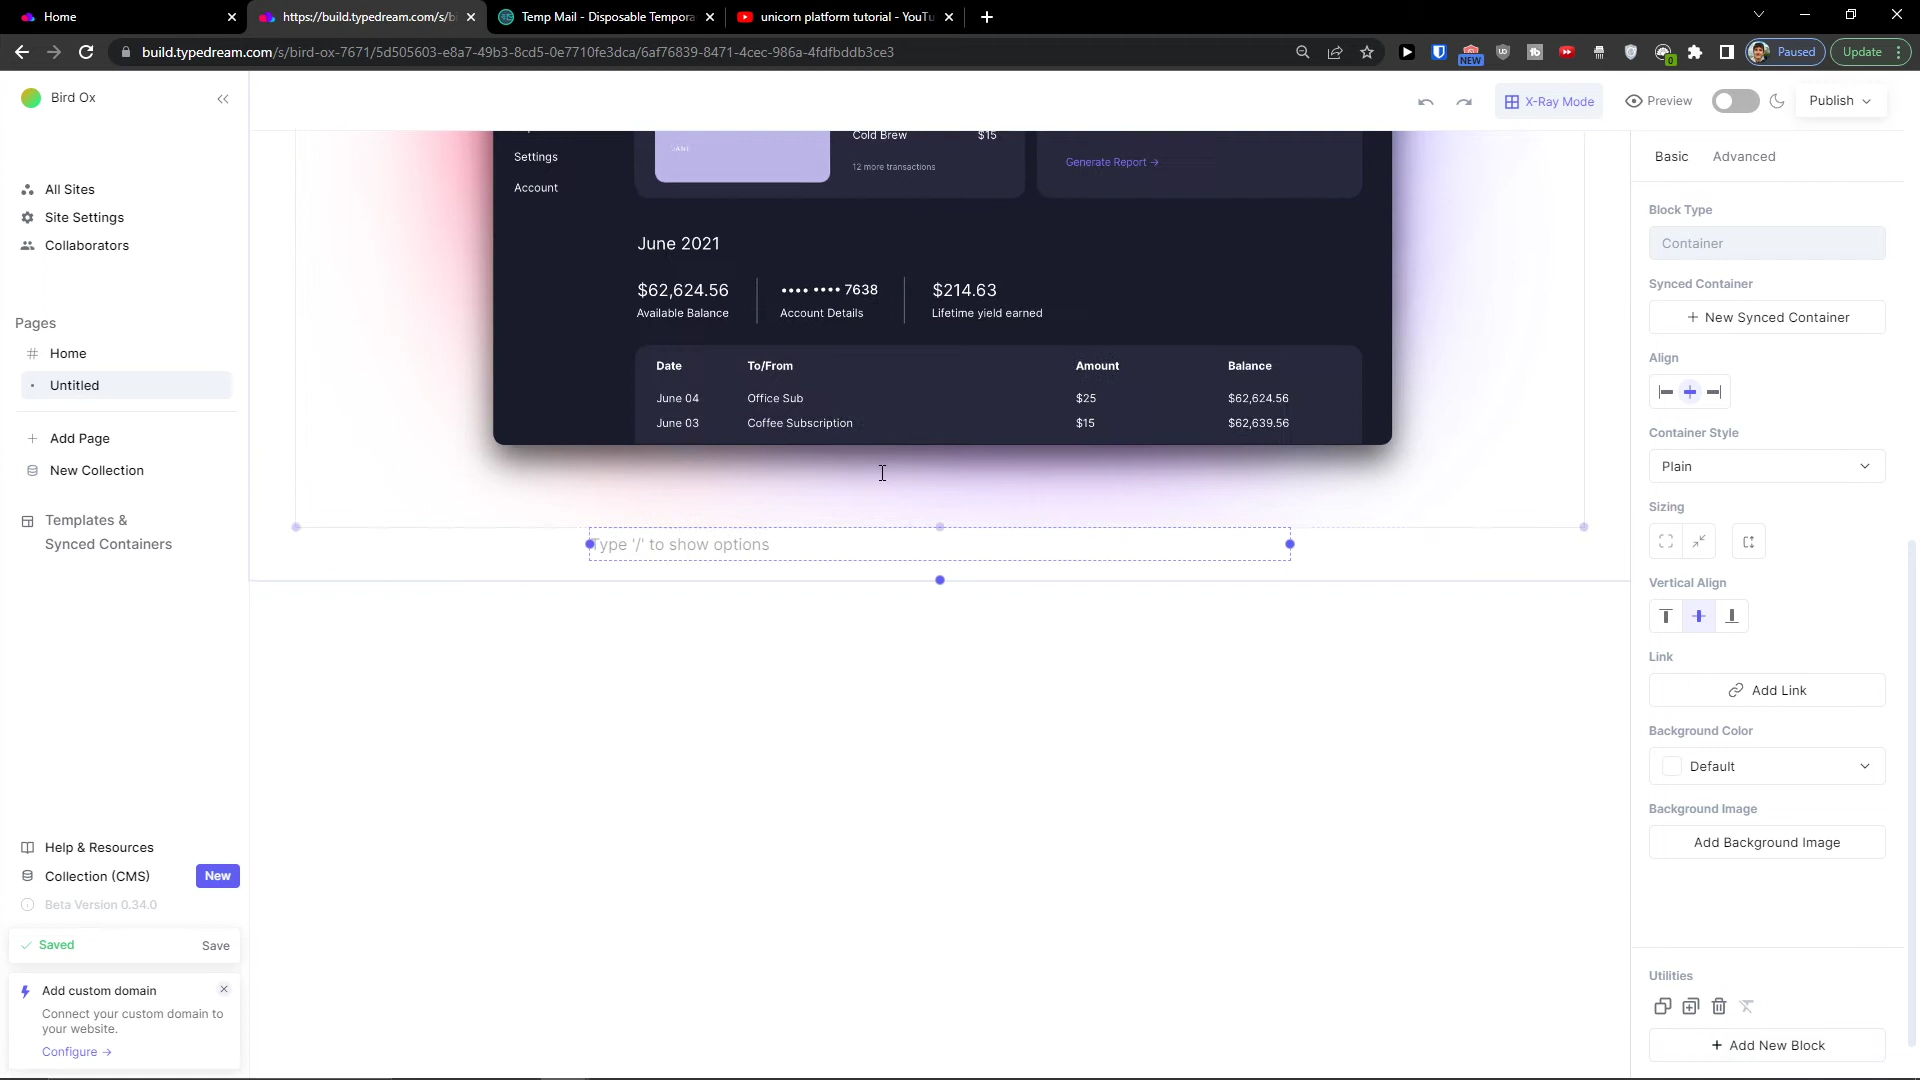 Home
https://build.typedream.com/s/bi
Temp Mail - Disposable Tempora
unicorn platform tutorial - YouTu
build.typedream.com/s/bird-ox-7671/5d505603-e8a7-49b3-8cd5-0e7710fe3dca/6af76839-8471-4cec-986a-4fdfbddb3ce3
NEW
0
Paused
Update
Bird Ox
X-Ray Mode
Preview
Publish
All Sites
Site Settings
Collaborators
Pages
Home
Untitled
Add Page
New Collection
Templates &
Synced Containers
Help & Resources
Collection (CMS)
New
Beta Version 0.34.0
Saved
Save
Add custom domain
Connect your custom domain to
your website.
Configure →
Settings
Account
Cold Brew
$15
12 more transactions
Generate Report →
June 2021
$62,624.56
Available Balance
•••• •••• 7638
Account Details
$214.63
Lifetime yield earned
Date To/From Amount Balance
June 04 Office Sub $25 $62,624.56
June 03 Coffee Subscription $15 $62,639.56
Type '/' to show options
Basic
Advanced
Block Type
Container
Synced Container
+ New Synced Container
Align
Container Style
Plain
Sizing
Vertical Align
Link
Add Link
Background Color
Default
Background Image
Add Background Image
Utilities
+ Add New Block